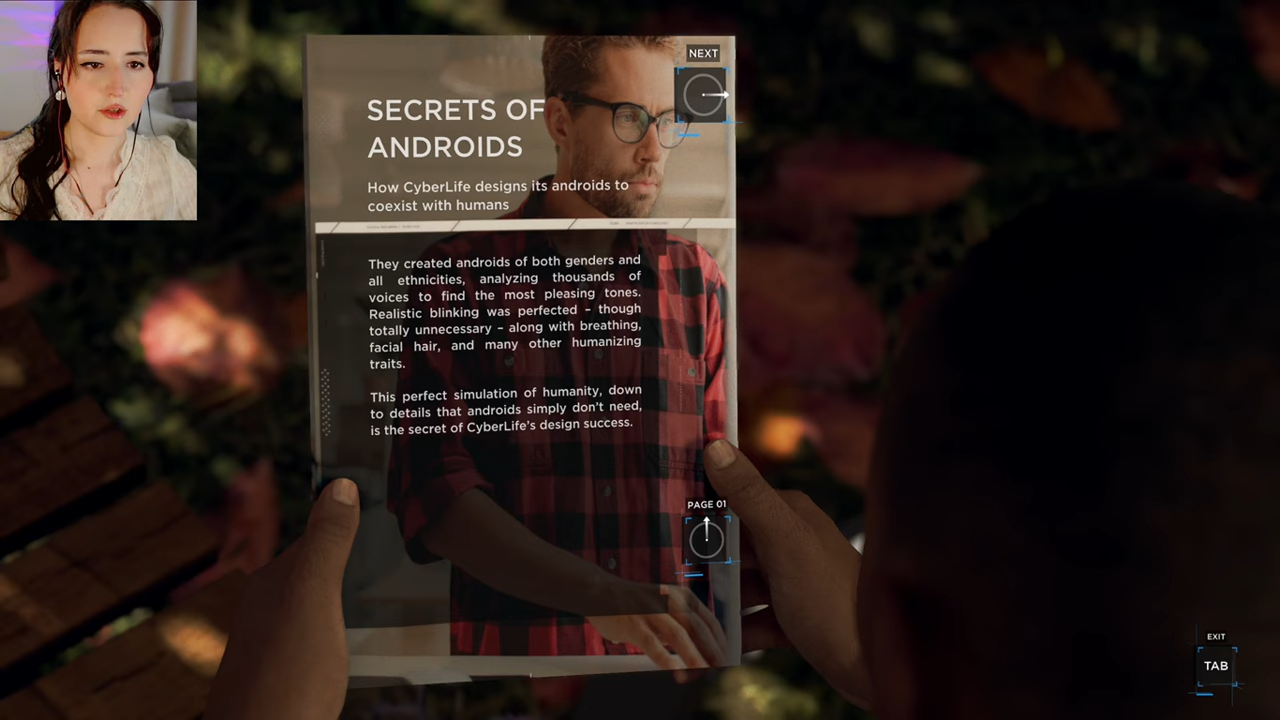 NEXT
SECRETS OF
ANDROIDS
How CyberLife designs its androids to
coexist with humans
They created androids of both genders and
all ethnicities, analyzing thousands of
voices to find the most pleasing tones.
Realistic blinking was perfected – though
totally unnecessary – along with breathing,
facial hair, and many other humanizing
traits.
This perfect simulation of humanity, down
to details that androids simply don't need,
is the secret of CyberLife's design success.
PAGE 01
EXIT
TAB